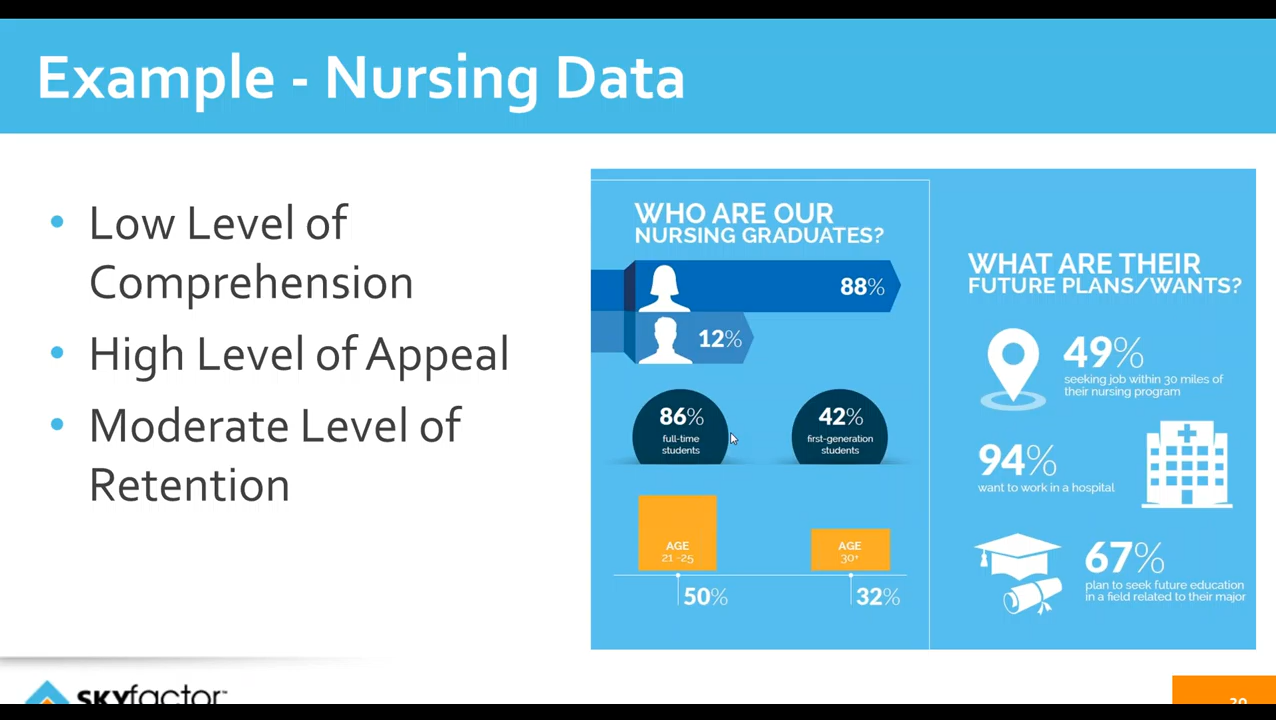 Example - Nursing Data
• Low Level of
Comprehension
• High Level of Appeal
• Moderate Level of
Retention
WHO ARE OUR
NURSING GRADUATES?
88%
12%
86%
full-time
students
42%
first-generation
students
AGE
21 -25
AGE
30+
50%
32%
WHAT ARE THEIR
FUTURE PLANS/WANTS?
49%
seeking job within 30 miles of
their nursing program
94%
want to work in a hospital
67%
plan to seek future education
in a field related to their major
SKYfactor™